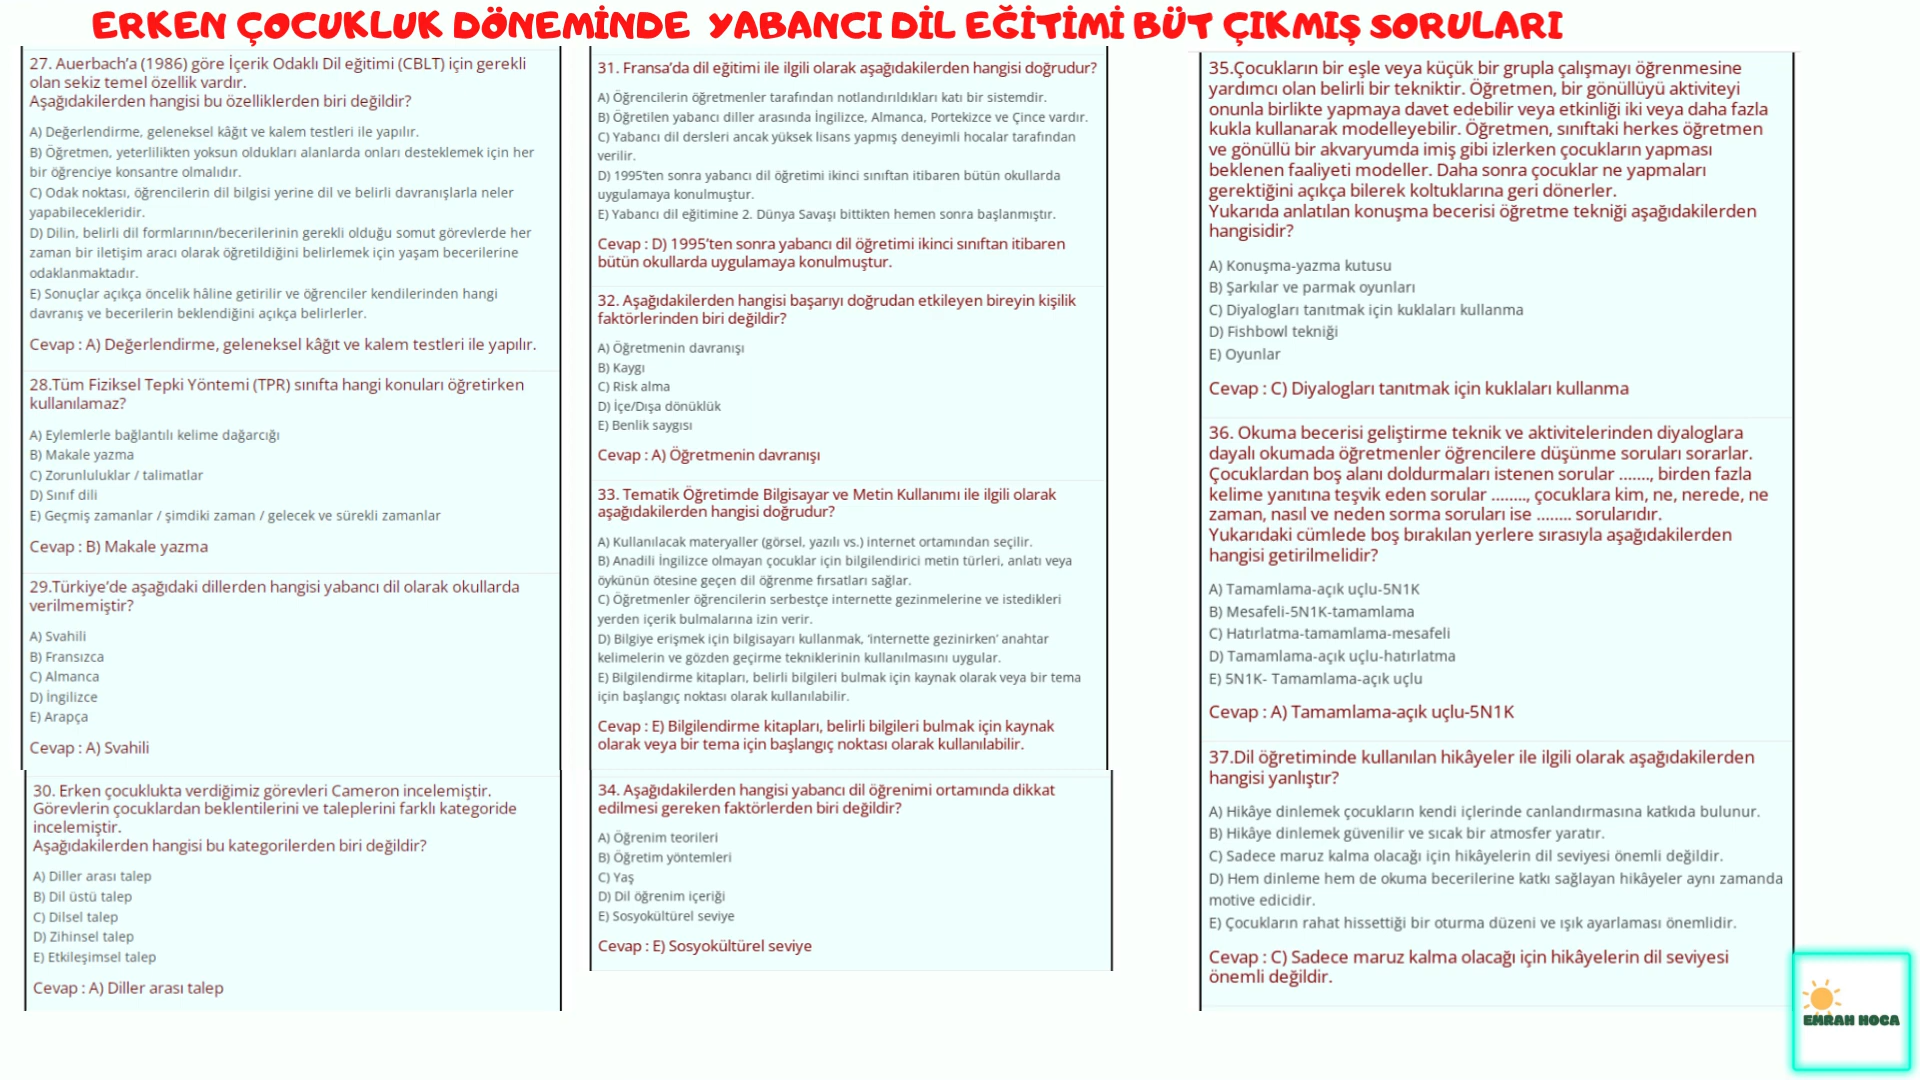 ERKEN ÇOCUKLUK DÖNEMİNDE YABANCI DİL EĞİTİMİ BÜT ÇIKMIŞ SORULARI
27. Auerbach’a (1986) göre İçerik Odaklı Dil eğitimi (CBLT) için gerekli
olan sekiz temel özellik vardır.
Aşağıdakilerden hangisi bu özelliklerden biri değildir?
A) Değerlendirme, geleneksel kâğıt ve kalem testleri ile yapılır.
B) Öğretmen, yeterlilikten yoksun oldukları alanlarda onları desteklemek için her
bir öğrenciye konsantre olmalıdır.
C) Odak noktası, öğrencilerin dil bilgisi yerine dil ve belirli davranışlarla neler
yapabilecekleridir.
D) Dilin, belirli dil formlarının/becerilerinin gerekli olduğu somut görevlerde her
zaman bir iletişim aracı olarak öğretildiğini belirlemek için yaşam becerilerine
odaklanmaktadır.
E) Sonuçlar açıkça öncelik hâline getirilir ve öğrenciler kendilerinden hangi
davranış ve becerilerin beklendiğini açıkça belirlerler.
Cevap : A) Değerlendirme, geleneksel kâğıt ve kalem testleri ile yapılır.
28.Tüm Fiziksel Tepki Yöntemi (TPR) sınıfta hangi konuları öğretirken
kullanılamaz?
A) Eylemlerle bağlantılı kelime dağarcığı
B) Makale yazma
C) Zorunluluklar / talimatlar
D) Sınıf dili
E) Geçmiş zamanlar / şimdiki zaman / gelecek ve sürekli zamanlar
Cevap : B) Makale yazma
29.Türkiye’de aşağıdaki dillerden hangisi yabancı dil olarak okullarda
verilmemiştir?
A) Svahili
B) Fransızca
C) Almanca
D) İngilizce
E) Arapça
Cevap : A) Svahili
30. Erken çocuklukta verdiğimiz görevleri Cameron incelemiştir.
Görevlerin çocuklardan beklentilerini ve taleplerini farklı kategoride
incelemiştir.
Aşağıdakilerden hangisi bu kategorilerden biri değildir?
A) Diller arası talep
B) Dil üstü talep
C) Dilsel talep
D) Zihinsel talep
E) Etkileşimsel talep
Cevap : A) Diller arası talep
31. Fransa’da dil eğitimi ile ilgili olarak aşağıdakilerden hangisi doğrudur?
A) Öğrencilerin öğretmenler tarafından notlandırıldıkları katı bir sistemdir.
B) Öğretilen yabancı diller arasında İngilizce, Almanca, Portekizce ve Çince vardır.
C) Yabancı dil dersleri ancak yüksek lisans yapmış deneyimli hocalar tarafından
verilir.
D) 1995’ten sonra yabancı dil öğretimi ikinci sınıftan itibaren bütün okullarda
uygulamaya konulmuştur.
E) Yabancı dil eğitimine 2. Dünya Savaşı bittikten hemen sonra başlanmıştır.
Cevap : D) 1995’ten sonra yabancı dil öğretimi ikinci sınıftan itibaren
bütün okullarda uygulamaya konulmuştur.
32. Aşağıdakilerden hangisi başarıyı doğrudan etkileyen bireyin kişilik
faktörlerinden biri değildir?
A) Öğretmenin davranışı
B) Kaygı
C) Risk alma
D) İçe/Dışa dönüklük
E) Benlik saygısı
Cevap : A) Öğretmenin davranışı
33. Tematik Öğretimde Bilgisayar ve Metin Kullanımı ile ilgili olarak
aşağıdakilerden hangisi doğrudur?
A) Kullanılacak materyaller (görsel, yazılı vs.) internet ortamından seçilir.
B) Anadili İngilizce olmayan çocuklar için bilgilendirici metin türleri, anlatı veya
öykünün ötesine geçen dil öğrenme fırsatları sağlar.
C) Öğretmenler öğrencilerin serbestçe internette gezinmelerine ve istedikleri
yerden içerik bulmalarına izin verir.
D) Bilgiye erişmek için bilgisayarı kullanmak, ‘internette gezinirken’ anahtar
kelimelerin ve gözden geçirme tekniklerinin kullanılmasını uygular.
E) Bilgilendirme kitapları, belirli bilgileri bulmak için kaynak olarak veya bir tema
için başlangıç noktası olarak kullanılabilir.
Cevap : E) Bilgilendirme kitapları, belirli bilgileri bulmak için kaynak
olarak veya bir tema için başlangıç noktası olarak kullanılabilir.
34. Aşağıdakilerden hangisi yabancı dil öğrenimi ortamında dikkat
edilmesi gereken faktörlerden biri değildir?
A) Öğrenim teorileri
B) Öğretim yöntemleri
C) Yaş
D) Dil öğrenim içeriği
E) Sosyokültürel seviye
Cevap : E) Sosyokültürel seviye
35.Çocukların bir eşle veya küçük bir grupla çalışmayı öğrenmesine
yardımcı olan belirli bir tekniktir. Öğretmen, bir gönüllüyü aktiviteyi
onunla birlikte yapmaya davet edebilir veya etkinliği iki veya daha fazla
kukla kullanarak modelleyebilir. Öğretmen, sınıftaki herkes öğretmen
ve gönüllü bir akvaryumda imiş gibi izlerken çocukların yapması
beklenen faaliyeti modeller. Daha sonra çocuklar ne yapmaları
gerektiğini açıkça bilerek koltuklarına geri dönerler.
Yukarıda anlatılan konuşma becerisi öğretme tekniği aşağıdakilerden
hangisidir?
A) Konuşma-yazma kutusu
B) Şarkılar ve parmak oyunları
C) Diyalogları tanıtmak için kuklaları kullanma
D) Fishbowl tekniği
E) Oyunlar
Cevap : C) Diyalogları tanıtmak için kuklaları kullanma
36. Okuma becerisi geliştirme teknik ve aktivitelerinden diyaloglara
dayalı okumada öğretmenler öğrencilere düşünme soruları sorarlar.
Çocuklardan boş alanı doldurmaları istenen sorular ……., birden fazla
kelime yanıtına teşvik eden sorular …….., çocuklara kim, ne, nerede, ne
zaman, nasıl ve neden sorma soruları ise …….. sorularıdır.
Yukarıdaki cümlede boş bırakılan yerlere sırasıyla aşağıdakilerden
hangisi getirilmelidir?
A) Tamamlama-açık uçlu-5N1K
B) Mesafeli-5N1K-tamamlama
C) Hatırlatma-tamamlama-mesafeli
D) Tamamlama-açık uçlu-hatırlatma
E) 5N1K- Tamamlama-açık uçlu
Cevap : A) Tamamlama-açık uçlu-5N1K
37.Dil öğretiminde kullanılan hikâyeler ile ilgili olarak aşağıdakilerden
hangisi yanlıştır?
A) Hikâye dinlemek çocukların kendi içlerinde canlandırmasına katkıda bulunur.
B) Hikâye dinlemek güvenilir ve sıcak bir atmosfer yaratır.
C) Sadece maruz kalma olacağı için hikâyelerin dil seviyesi önemli değildir.
D) Hem dinleme hem de okuma becerilerine katkı sağlayan hikâyeler aynı zamanda
motive edicidir.
E) Çocukların rahat hissettiği bir oturma düzeni ve ışık ayarlaması önemlidir.
Cevap : C) Sadece maruz kalma olacağı için hikâyelerin dil seviyesi
önemli değildir.
EMRAH HOCA